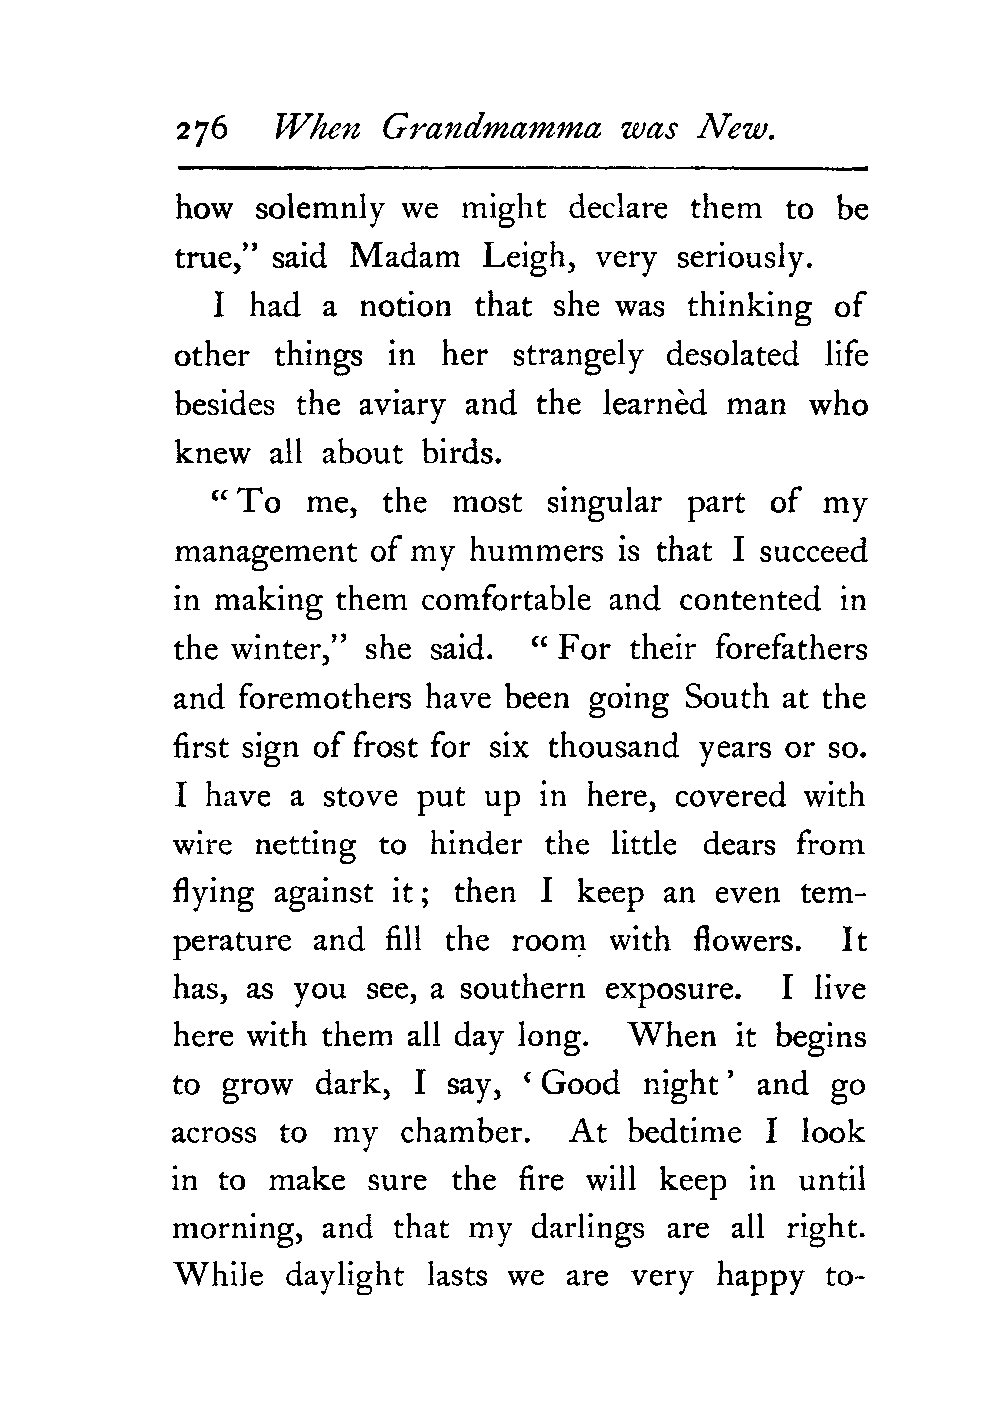 276 When Grandmamma was New.
how solemnly we might declare them to be
true,” said Madam Leigh, very seriously.
I had a notion that she was thinking of
other things in her strangely desolated life
besides the aviary and the learnèd man who
knew all about birds.
“ To me, the most singular part of my
management of my hummers is that I succeed
in making them comfortable and contented in
the winter,” she said. “ For their forefathers
and foremothers have been going South at the
first sign of frost for six thousand years or so.
I have a stove put up in here, covered with
wire netting to hinder the little dears from
flying against it ; then I keep an even tem-
perature and fill the room with flowers. It
has, as you see, a southern exposure. I live
here with them all day long. When it begins
to grow dark, I say, ‘ Good night ’ and go
across to my chamber. At bedtime I look
in to make sure the fire will keep in until
morning, and that my darlings are all right.
While daylight lasts we are very happy to-